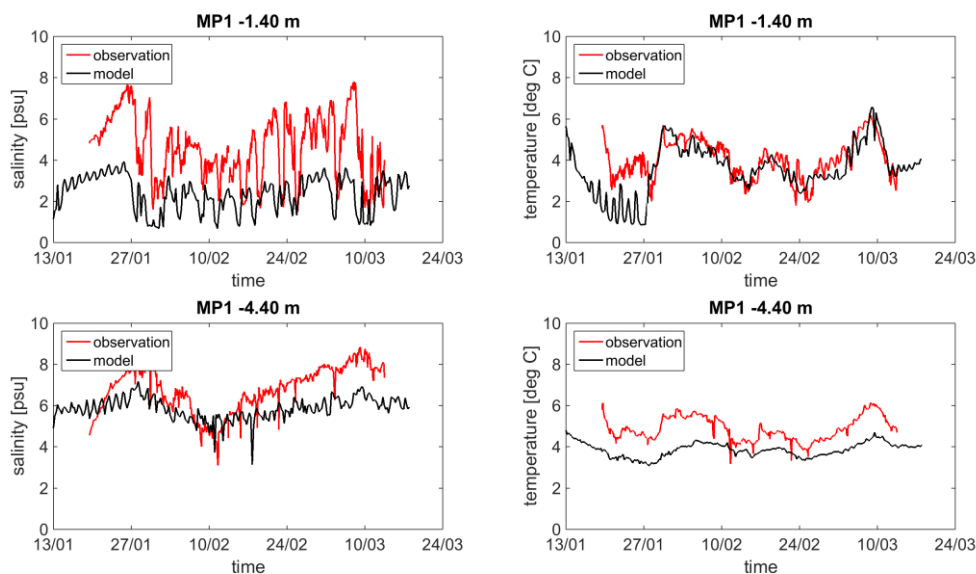 MP1 -1.40 m
salinity [psu]
10
8
6
4
2
0
observation
model
13/01 27/01 10/02 24/02 10/03 24/03
time
MP1 -1.40 m
temperature [deg C]
10
8
6
4
2
0
observation
model
13/01 27/01 10/02 24/02 10/03 24/03
time
MP1 -4.40 m
salinity [psu]
10
8
6
4
2
0
observation
model
13/01 27/01 10/02 24/02 10/03 24/03
time
MP1 -4.40 m
temperature [deg C]
10
8
6
4
2
0
observation
model
13/01 27/01 10/02 24/02 10/03 24/03
time